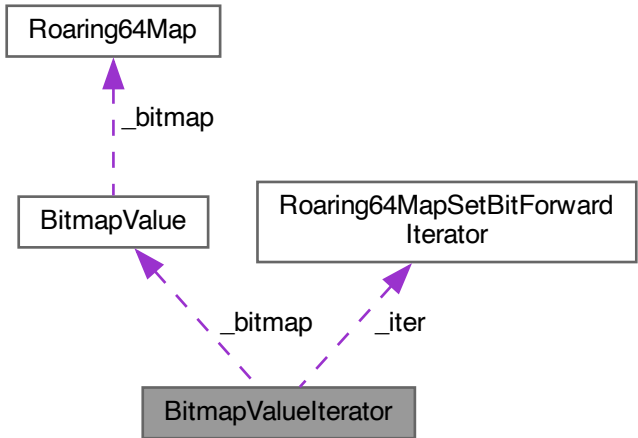 Roaring64Map
_bitmap
BitmapValue
Roaring64MapSetBitForward
Iterator
_bitmap
_iter
BitmapValueIterator